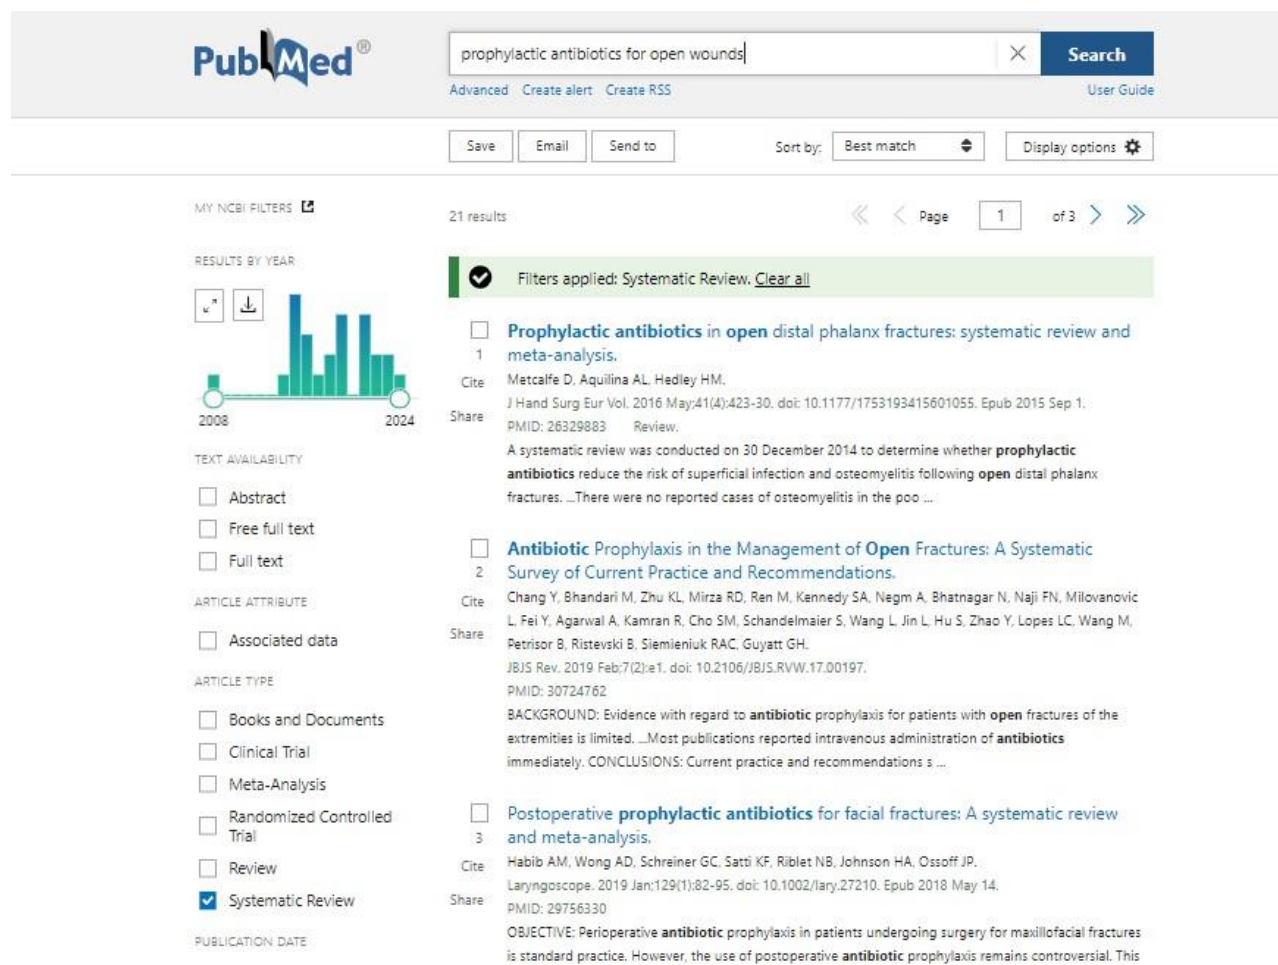 PubMed®
prophylactic antibiotics for open wounds
Search
Advanced Create alert Create RSS
User Guide
Save Email Send to
Sort by: Best match
Display options
MY NCBI FILTERS
21 results
Page 1 of 3
RESULTS BY YEAR
2008 2024
Filters applied: Systematic Review. Clear all
TEXT AVAILABILITY
Abstract
Free full text
Full text
ARTICLE ATTRIBUTE
Associated data
ARTICLE TYPE
Books and Documents
Clinical Trial
Meta-Analysis
Randomized Controlled
Trial
Review
Systematic Review
PUBLICATION DATE
1
Cite
Share
Prophylactic antibiotics in open distal phalanx fractures: systematic review and
meta-analysis.
Metcalfe D, Aquilina AL, Hedley HM.
J Hand Surg Eur Vol. 2016 May;41(4):423-30. doi: 10.1177/1753193415601055. Epub 2015 Sep 1.
PMID: 26329883 Review.
A systematic review was conducted on 30 December 2014 to determine whether prophylactic
antibiotics reduce the risk of superficial infection and osteomyelitis following open distal phalanx
fractures. ...There were no reported cases of osteomyelitis in the poo ...
2
Cite
Share
Antibiotic Prophylaxis in the Management of Open Fractures: A Systematic
Survey of Current Practice and Recommendations.
Chang Y, Bhandari M, Zhu KL, Mirza RD, Ren M, Kennedy SA, Negm A, Bhatnagar N, Naji FN, Milovanovic
L, Fei Y, Agarwal A, Kamran R, Cho SM, Schandelmaier S, Wang L, Jin L, Hu S, Zhao Y, Lopes LC, Wang M,
Petrisor B, Ristevski B, Siemieniuk RAC, Guyatt GH.
JBJS Rev. 2019 Feb;7(2):e1. doi: 10.2106/JBJS.RVW.17.00197.
PMID: 30724762
BACKGROUND: Evidence with regard to antibiotic prophylaxis for patients with open fractures of the
extremities is limited. ...Most publications reported intravenous administration of antibiotics
immediately. CONCLUSIONS: Current practice and recommendations s ...
3
Cite
Share
Postoperative prophylactic antibiotics for facial fractures: A systematic review
and meta-analysis.
Habib AM, Wong AD, Schreiner GC, Satti KF, Riblet NB, Johnson HA, Ossoff JP.
Laryngoscope. 2019 Jan;129(1):82-95. doi: 10.1002/lary.27210. Epub 2018 May 14.
PMID: 29756330
OBJECTIVE: Perioperative antibiotic prophylaxis in patients undergoing surgery for maxillofacial fractures
is standard practice. However, the use of postoperative antibiotic prophylaxis remains controversial. This